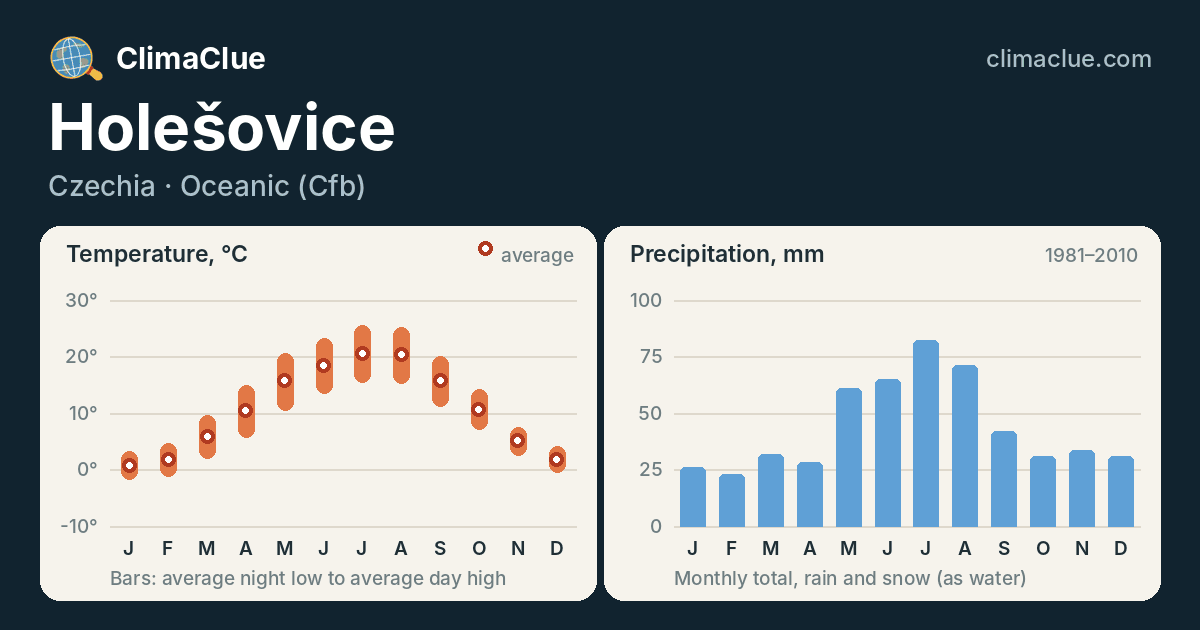 ClimaClue
climaclue.com
Holešovice
Czechia · Oceanic (Cfb)
Temperature, °C
average
30°
20°
10°
0°
-10°
J F M A M J J A S O N D
Bars: average night low to average day high
Precipitation, mm
1981–2010
100
75
50
25
0
J F M A M J J A S O N D
Monthly total, rain and snow (as water)